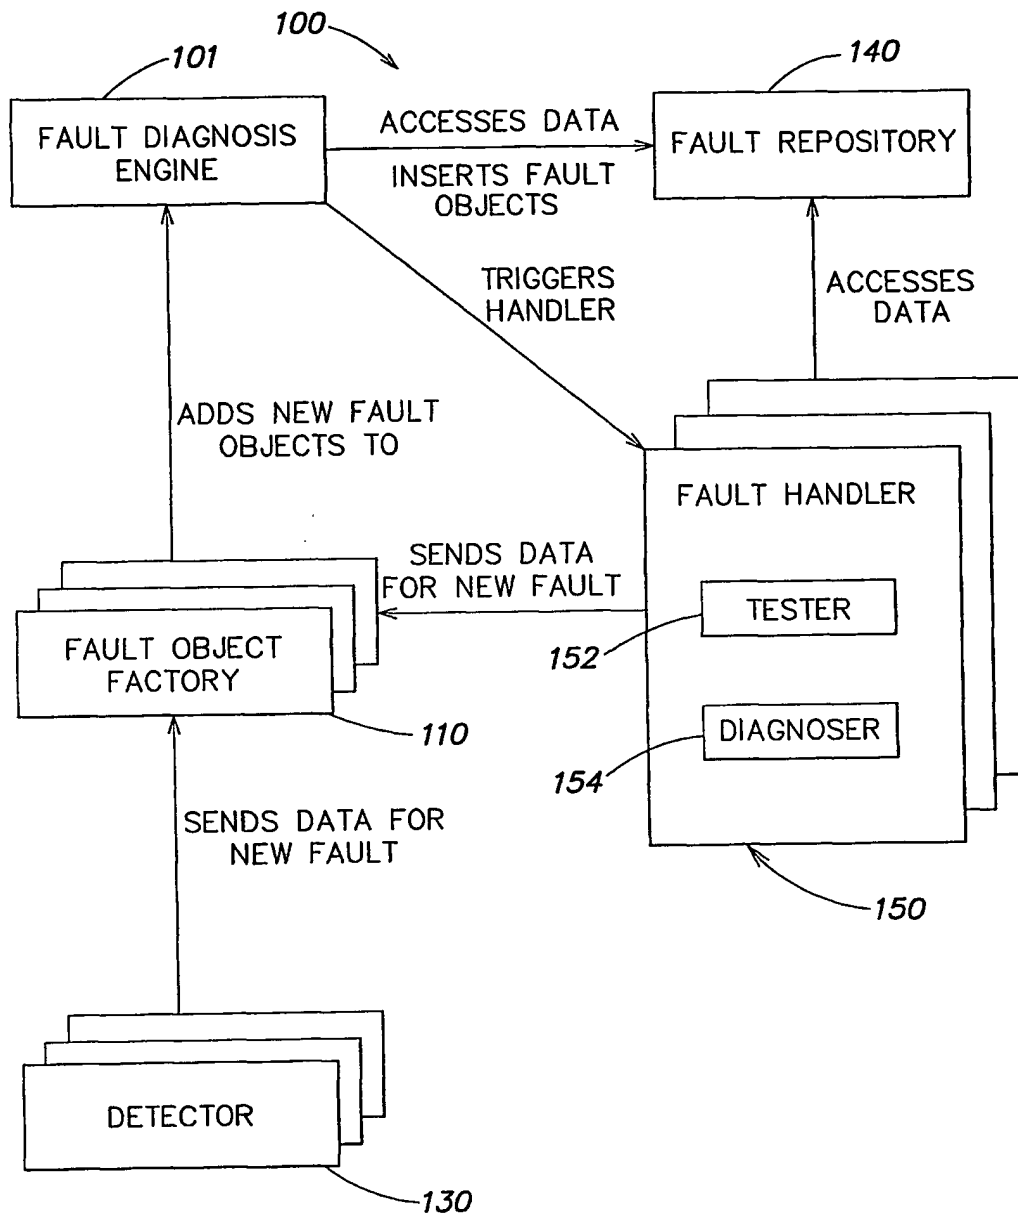 100
101
140
FAULT DIAGNOSIS
ENGINE
ACCESSES DATA
INSERTS FAULT
OBJECTS
FAULT REPOSITORY
TRIGGERS
HANDLER
ACCESSES
DATA
ADDS NEW FAULT
OBJECTS TO
FAULT HANDLER
SENDS DATA
FOR NEW FAULT
TESTER
152
FAULT OBJECT
FACTORY
110
DIAGNOSER
154
SENDS DATA FOR
NEW FAULT
150
DETECTOR
130